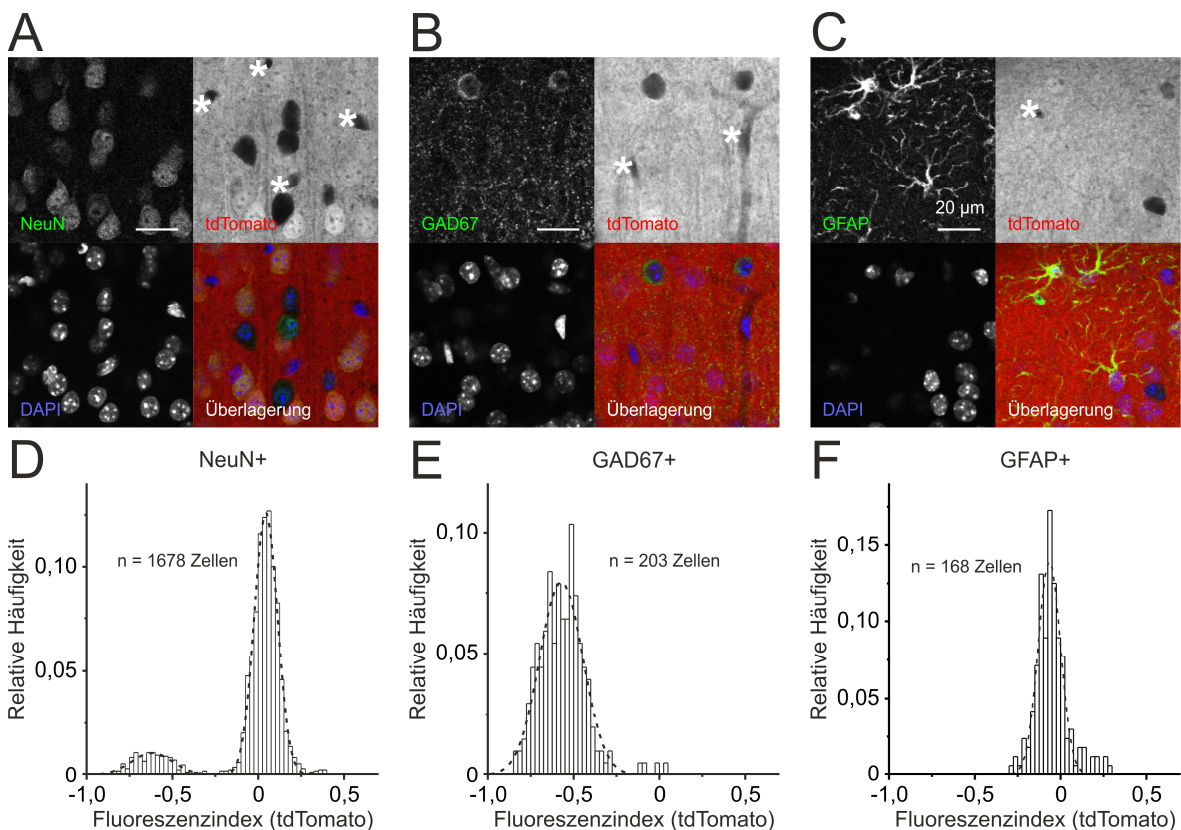 A
B
C
NeuN
tdTomato
DAPI
Überlagerung
GAD67
tdTomato
DAPI
Überlagerung
GFAP
20 µm
tdTomato
DAPI
Überlagerung
D
NeuN+
n = 1678 Zellen
Relative Häufigkeit
0,10
0,05
0
-1,0
-0,5
0
0,5
Fluoreszenzindex (tdTomato)
E
GAD67+
n = 203 Zellen
Relative Häufigkeit
0,10
0,05
0
-1,0
-0,5
0
0,5
Fluoreszenzindex (tdTomato)
F
GFAP+
n = 168 Zellen
Relative Häufigkeit
0,15
0,10
0,05
0
-1,0
-0,5
0
0,5
Fluoreszenzindex (tdTomato)